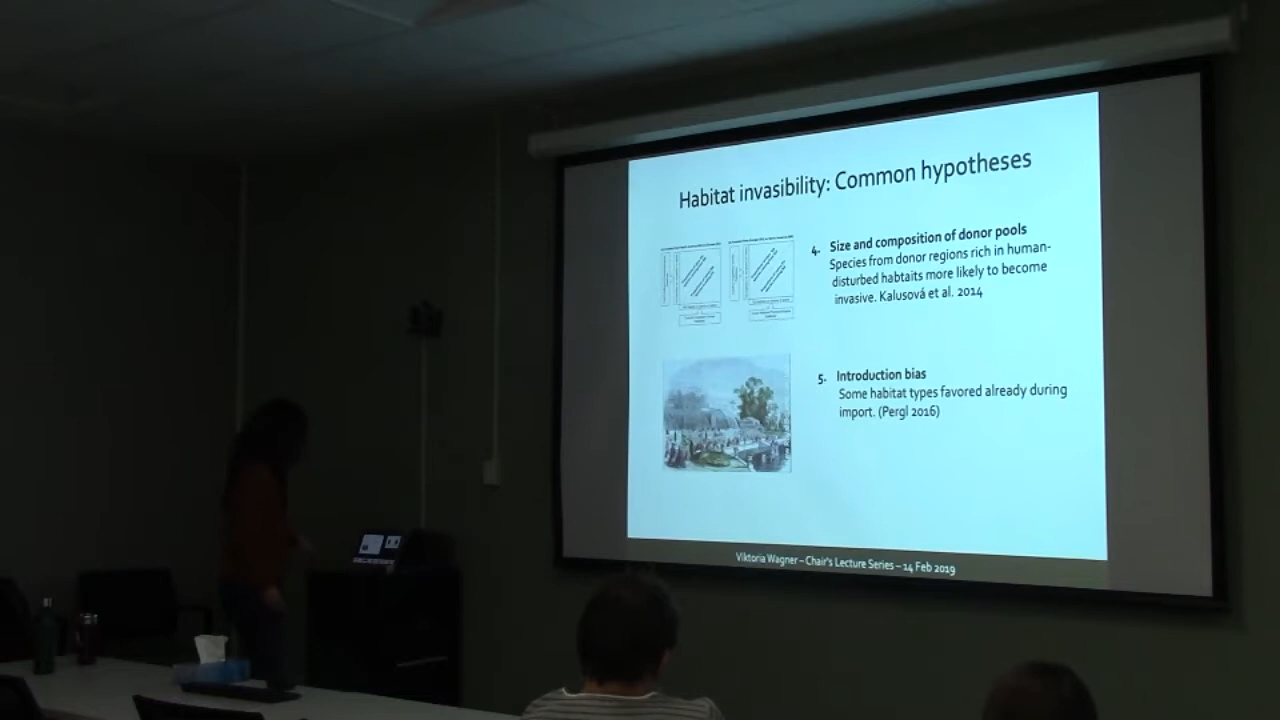 Habitat invasibility: Common hypotheses
4. Size and composition of donor pools
Species from donor regions rich in human-
disturbed habtaits more likely to become
invasive. Kalusová et al. 2014
5. Introduction bias
Some habitat types favored already during
import. (Pergl 2016)
Viktoria Wagner – Chair's Lecture Series – 14 Feb 2019